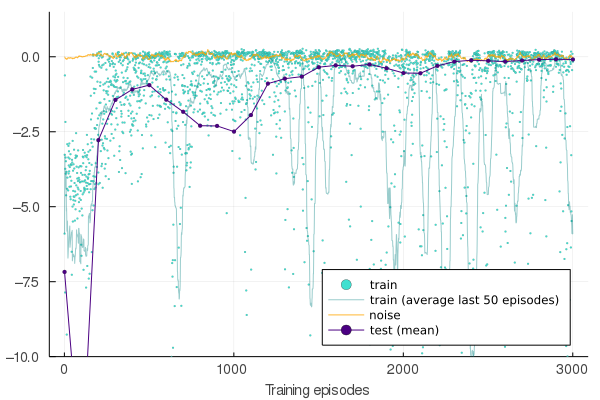 0.0
−2.5
−5.0
−7.5
−10.0
0
1000
2000
3000
Training episodes
train
train (average last 50 episodes)
noise
test (mean)